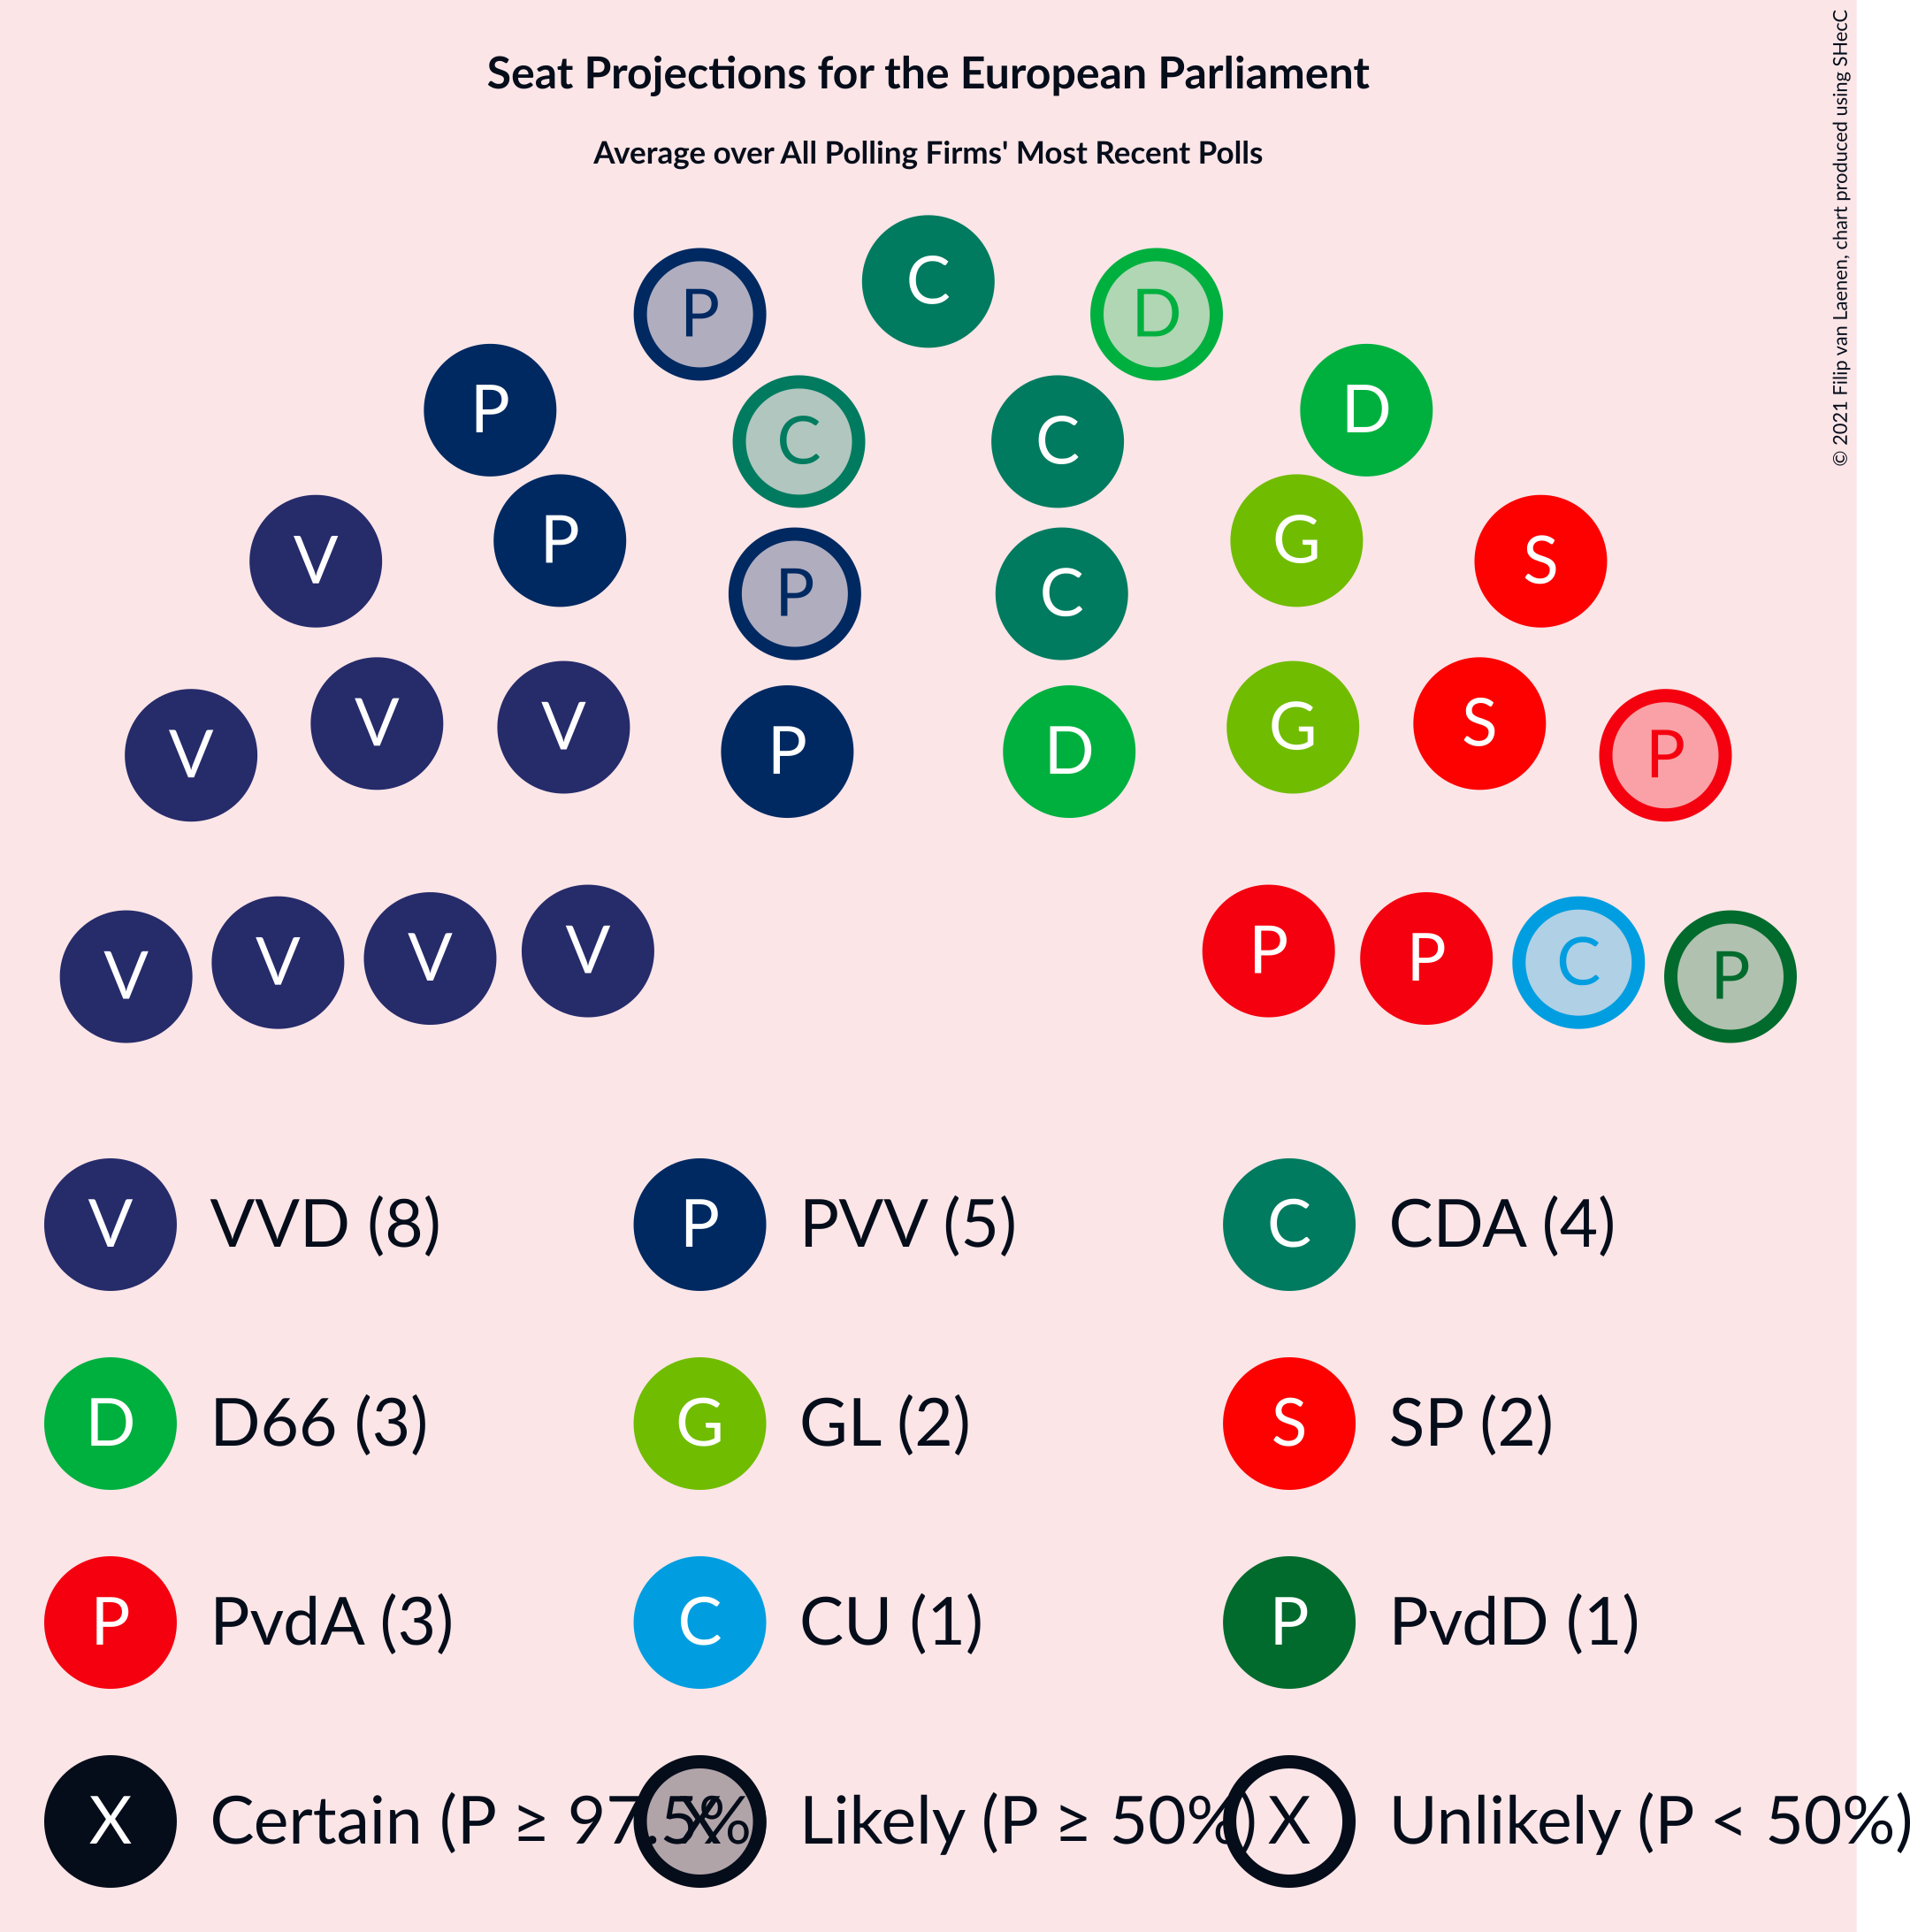 Seat Projections for the European Parliament
Average over All Polling Firms' Most Recent Polls
© 2021 Filip van Laenen, chart produced using SHecC
C
P D
P D
C C
P G
V S
P C
V V G S
P D
V P
V V P P
V V C P
V VVD (8) P PVV (5) C CDA (4)
D D66 (3) G GL (2) S SP (2)
P PvdA (3) C CU (1) P PvdD (1)
X Certain (P ≥ 97.5%) X Likely (P ≥ 50%) X Unlikely (P < 50%)